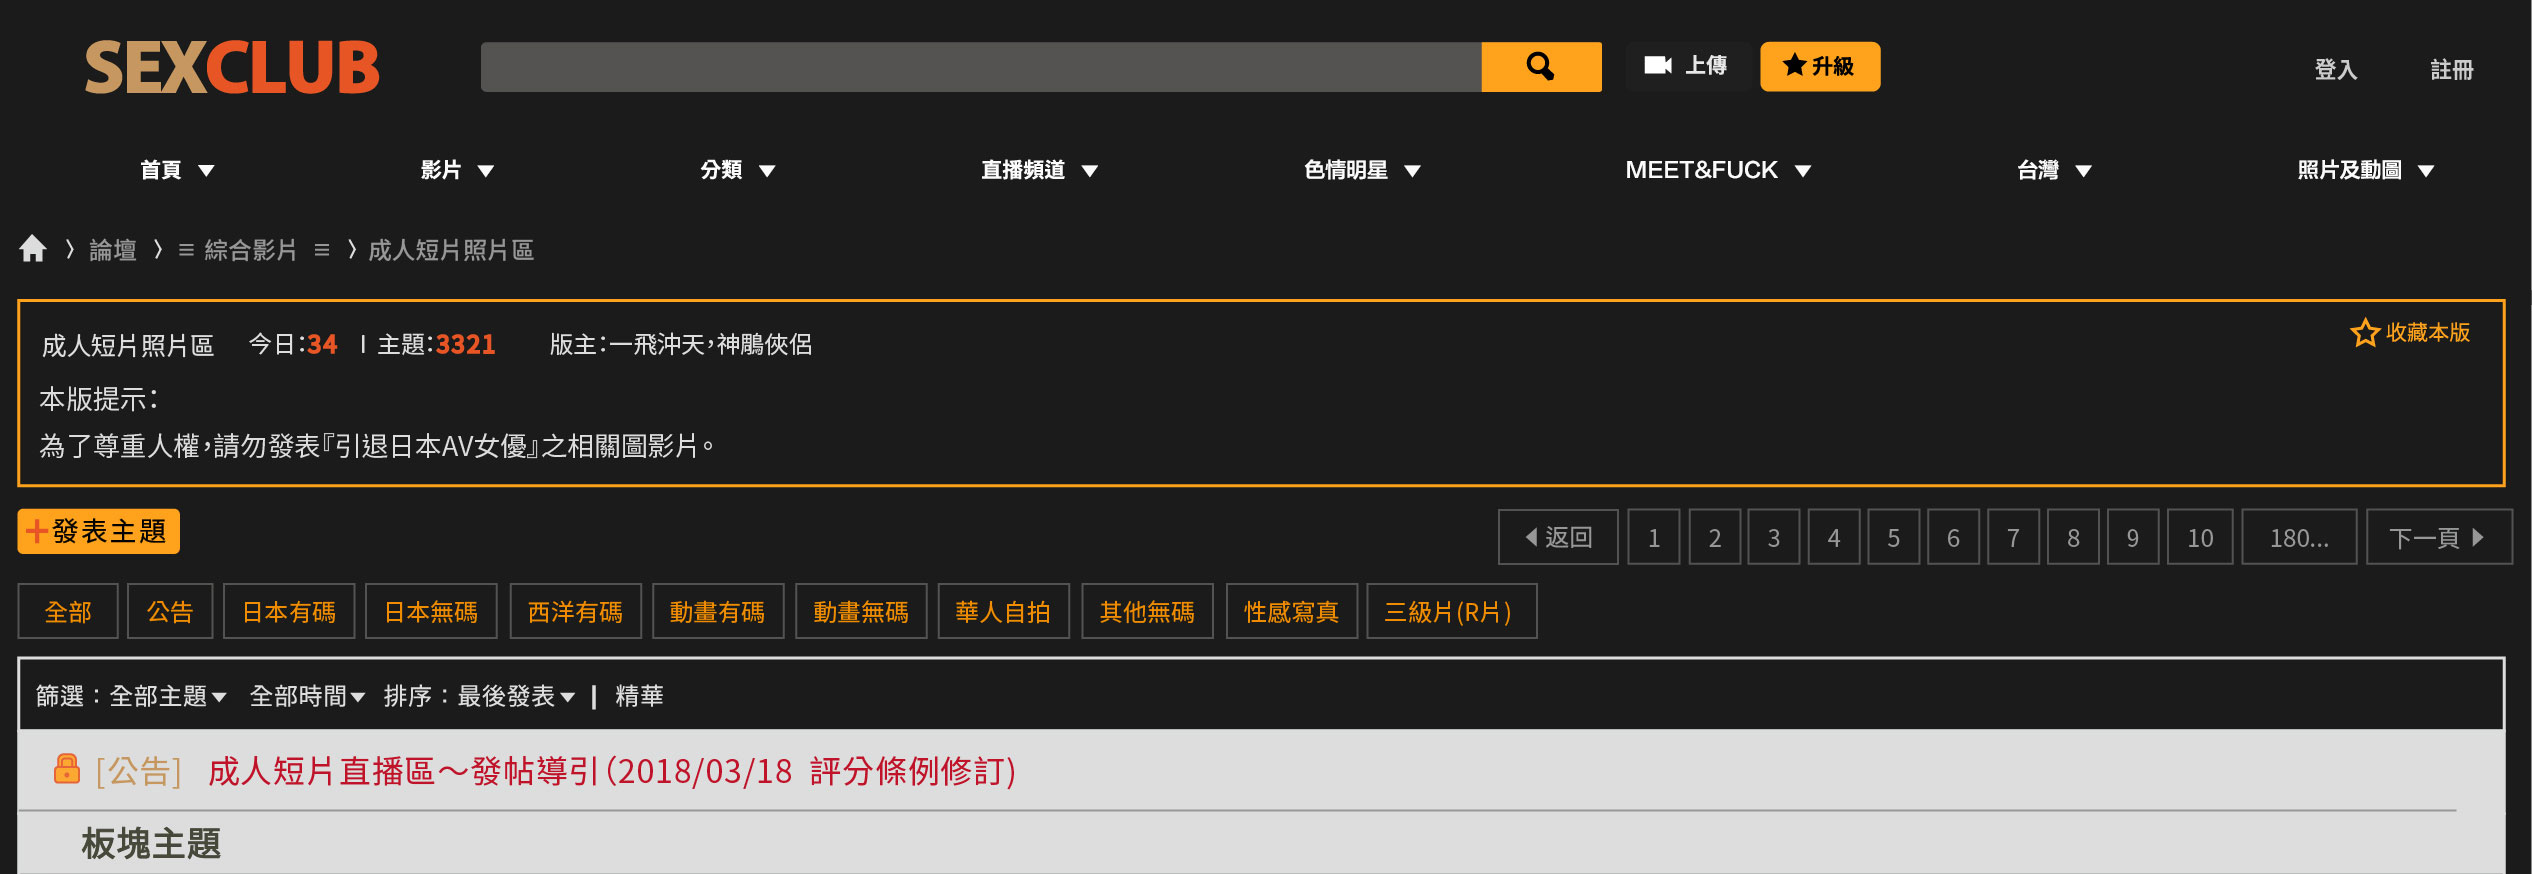 SEXCLUB
上傳 升級 登入 註冊
首頁 影片 分類 直播頻道 色情明星 MEET&FUCK 台灣 照片及動圖
論壇 綜合影片 成人短片照片區
成人短片照片區 今日:34 | 主題:3321 版主:一飛沖天,神鵰俠侶 收藏本版
本版提示:
為了尊重人權,請勿發表『引退日本AV女優』之相關圖影片。
+發表主題 返回 1 2 3 4 5 6 7 8 9 10 180... 下一頁
全部 公告 日本有碼 日本無碼 西洋有碼 動畫有碼 動畫無碼 華人自拍 其他無碼 性感寫真 三級片(R片)
篩選:全部主題 全部時間 排序:最後發表 | 精華
[公告] 成人短片直播區～發帖導引(2018/03/18 評分條例修訂)
板塊主題